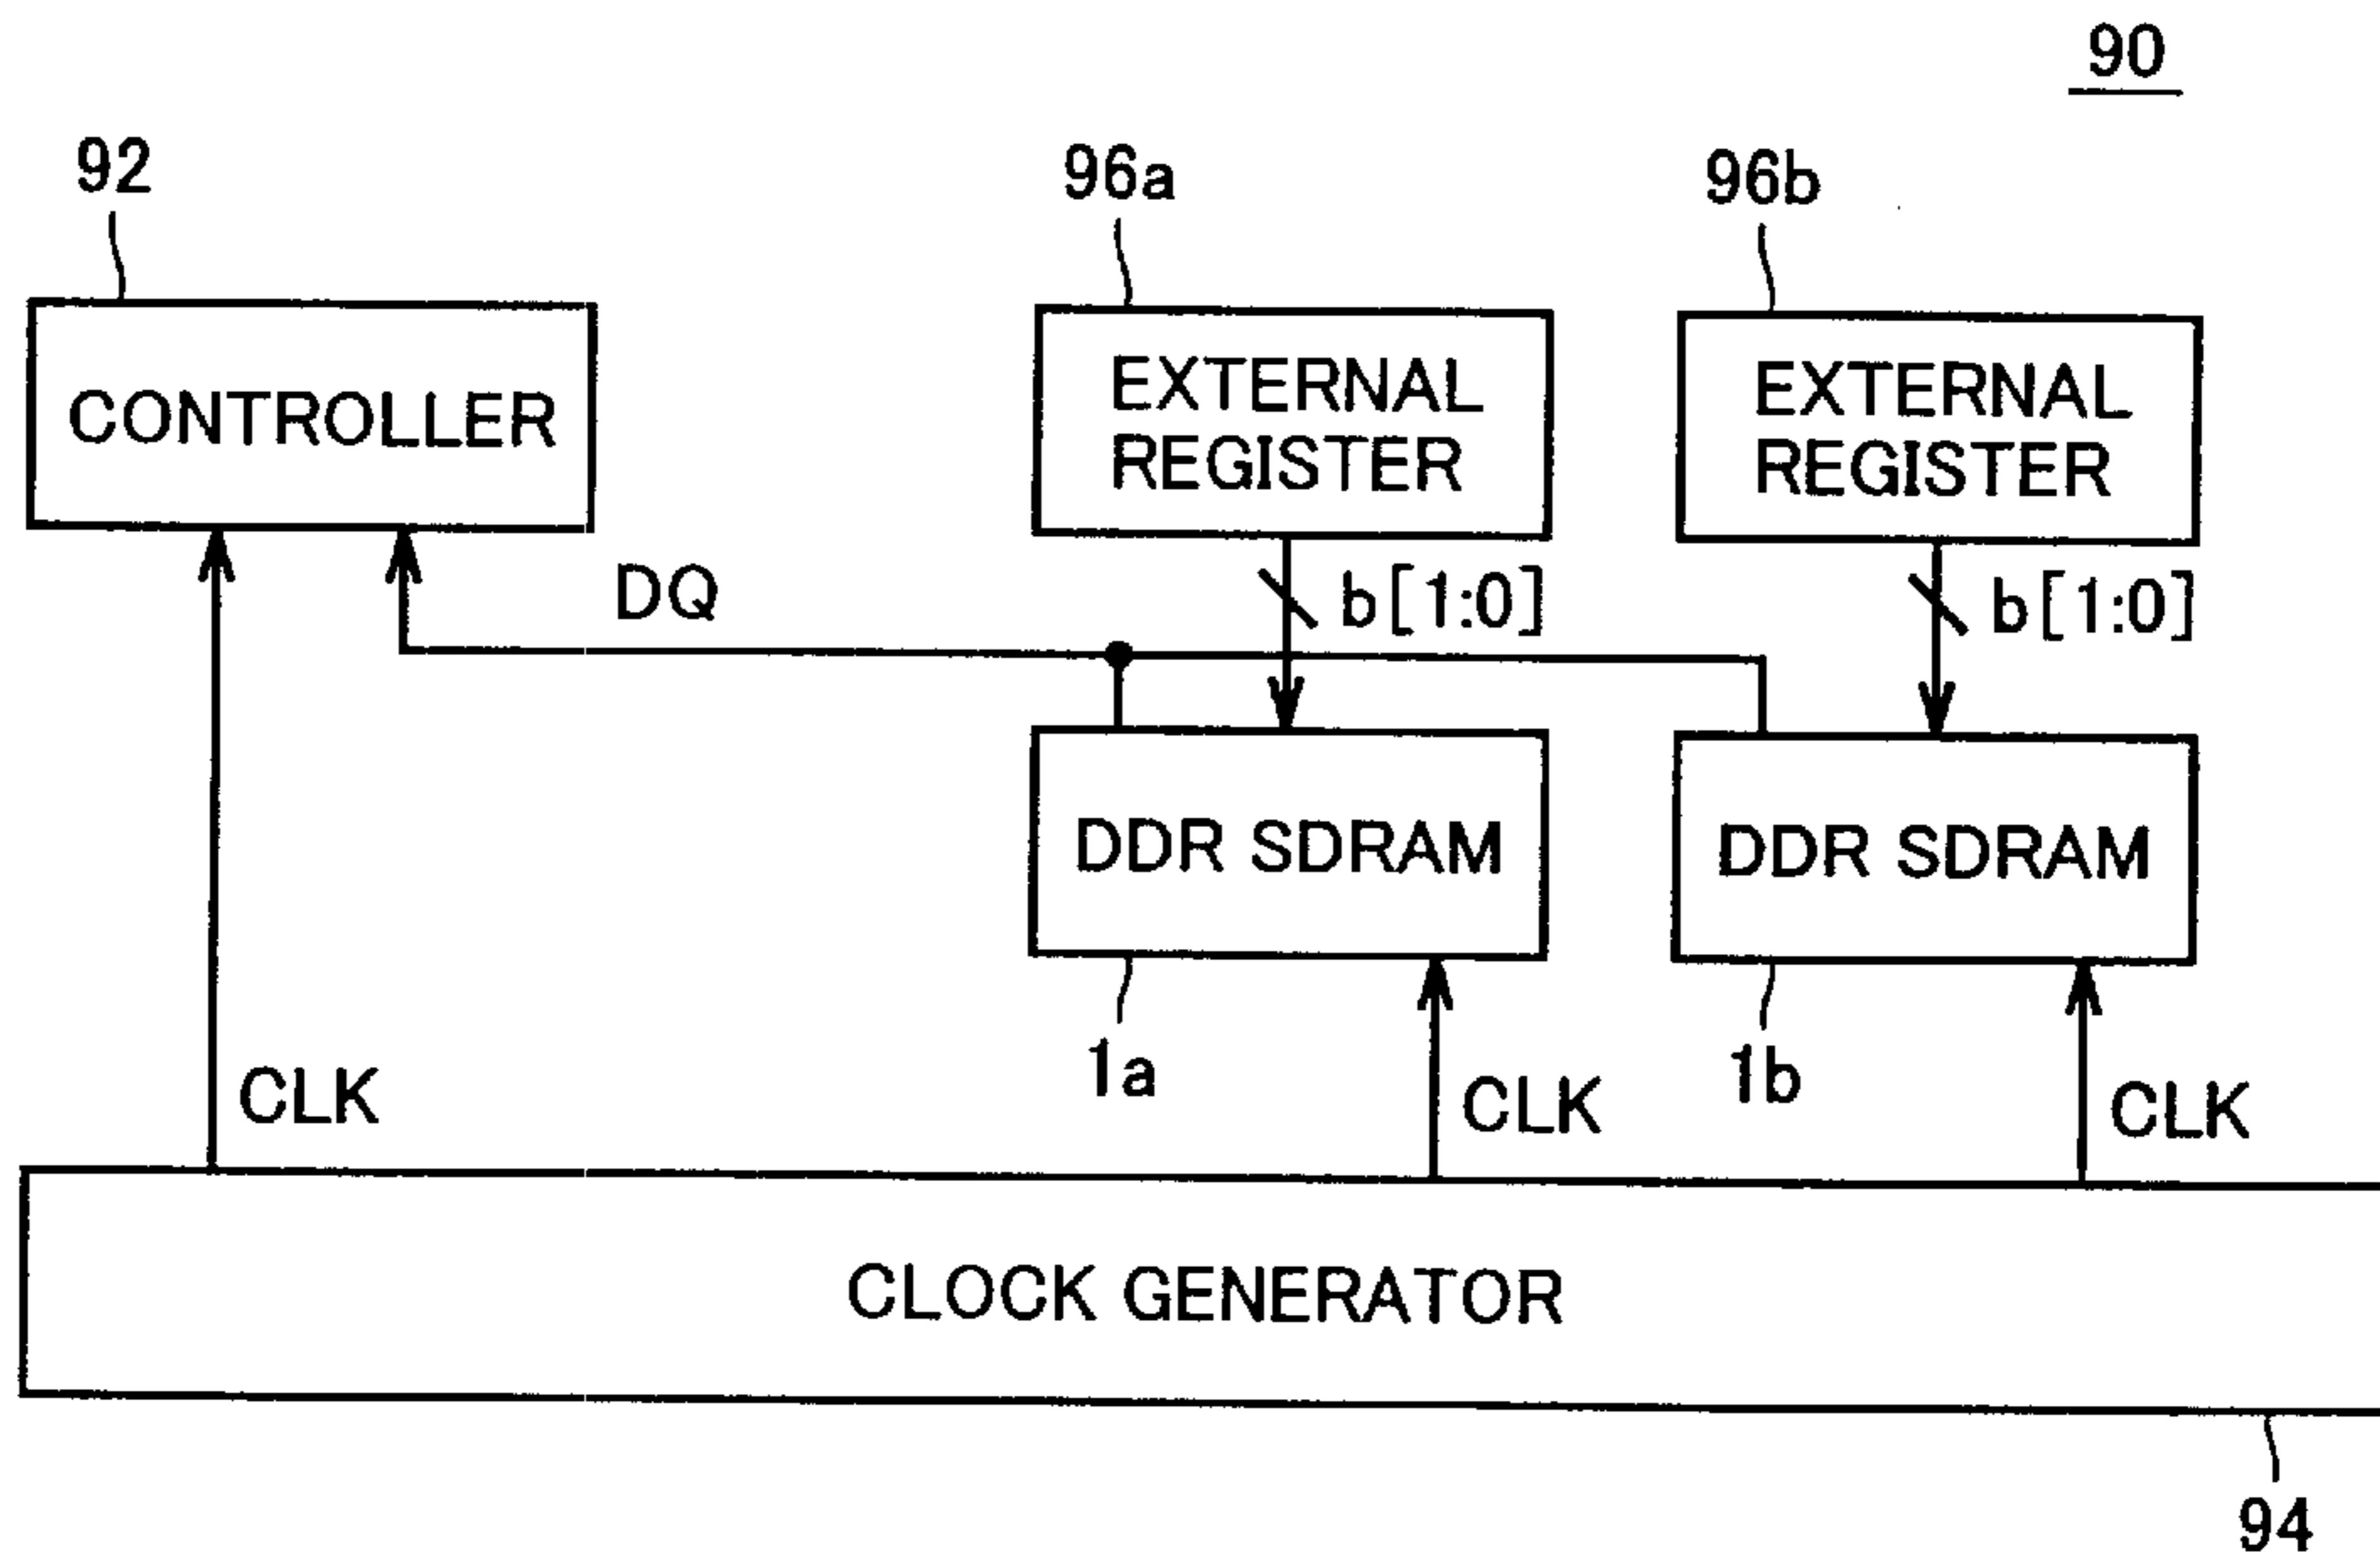 90
92
96a
96b
CONTROLLER
EXTERNAL
REGISTER
EXTERNAL
REGISTER
DQ
b[1:0]
b[1:0]
DDR SDRAM
DDR SDRAM
1a
1b
CLK
CLK
CLK
CLOCK GENERATOR
94